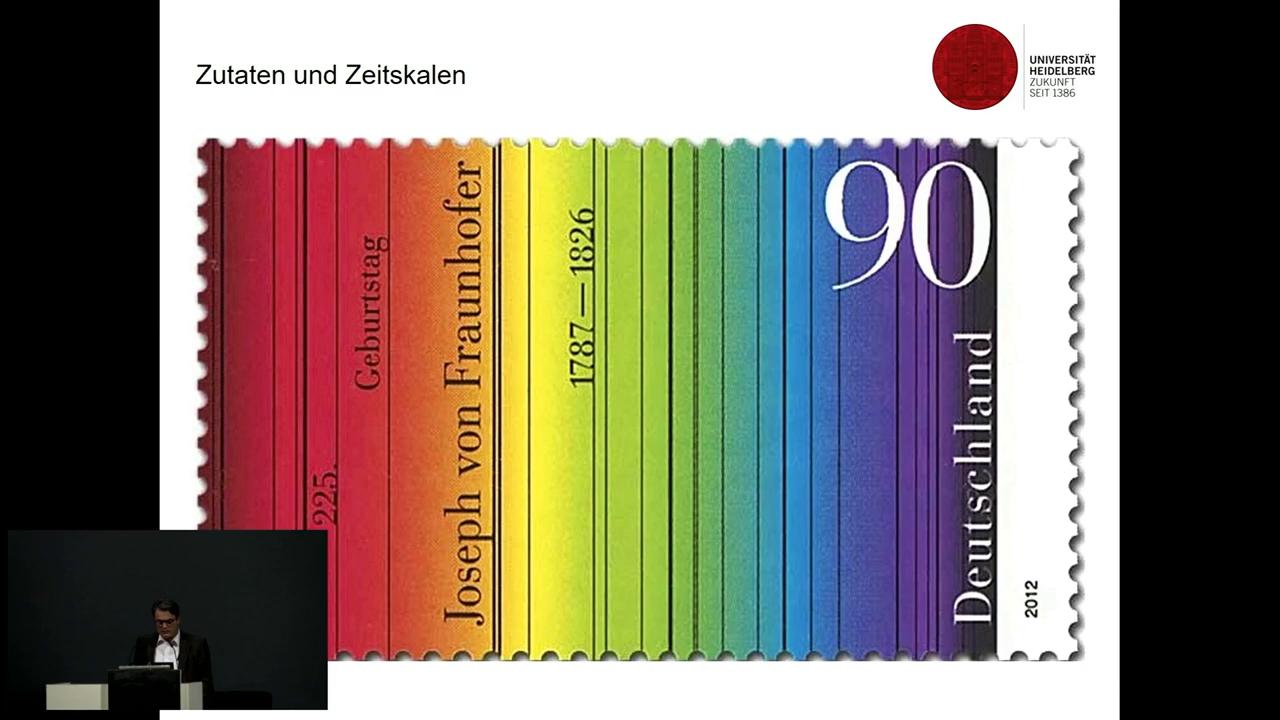 Zutaten und Zeitskalen
UNIVERSITÄT
HEIDELBERG
ZUKUNFT
SEIT 1386
225.
Geburtstag
Joseph von Fraunhofer
1787–1826
90
Deutschland
2012